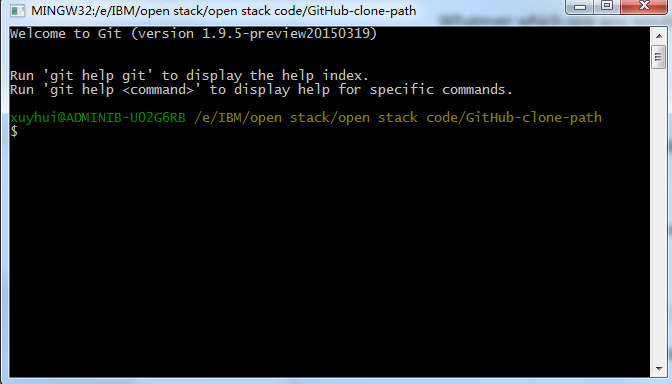 MINGW32:/e/IBM/open stack/open stack code/GitHub-clone-path
Welcome to Git (version 1.9.5-preview20150319)
Run 'git help git' to display the help index.
Run 'git help <command>' to display help for specific commands.
xuyhui@ADMINIB-UO2G6RB /e/IBM/open stack/open stack code/GitHub-clone-path
$